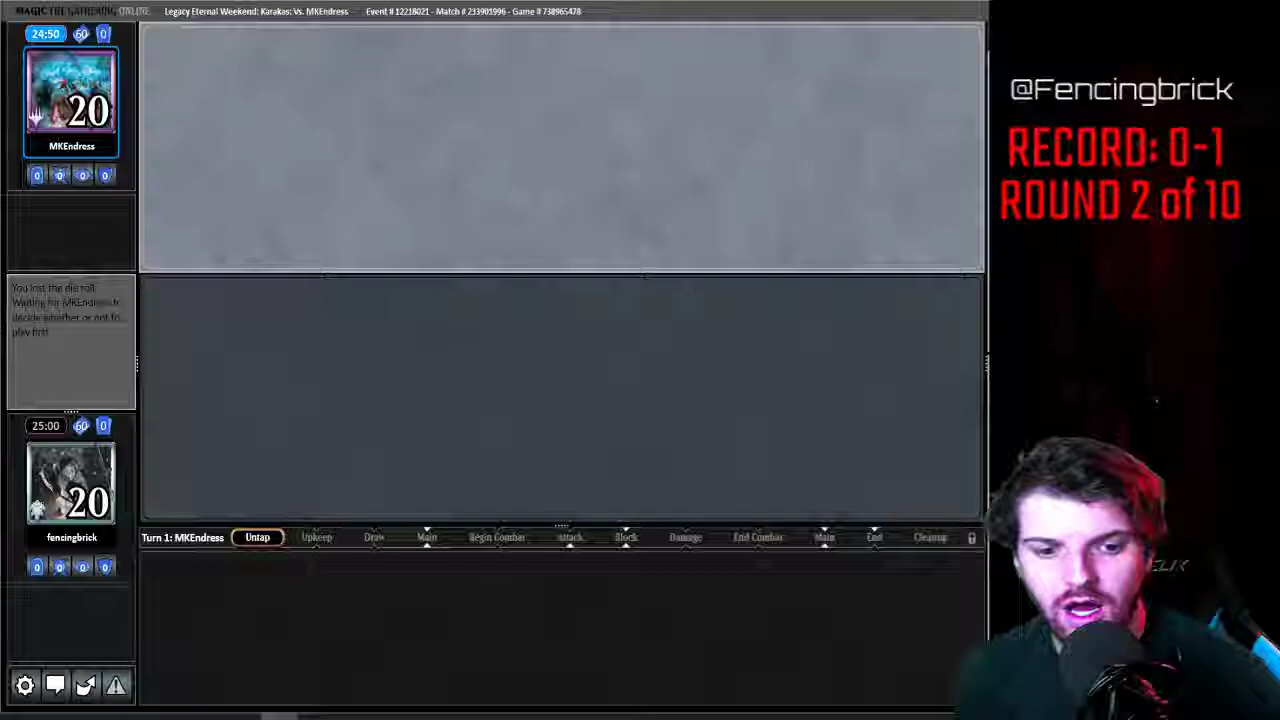 MAGIC THE GATHERING ONLINE Legacy Eternal Weekend: Karakas: Vs. MKEndress Event # 12218021 - Match # 233901996 - Game # 738965478
24:50 60 0
20
MKEndress
0 0 0 0
You lost the die roll.
Waiting for MKEndress to
decide whether or not to
play first.
25:00 60 0
20
fencingbrick
0 0 0 0
Turn 1: MKEndress Untap Upkeep Draw Main Begin Combat Attack Block Damage End Combat Main End Cleanup
@Fencingbrick
RECORD: 0-1
ROUND 2 of 10